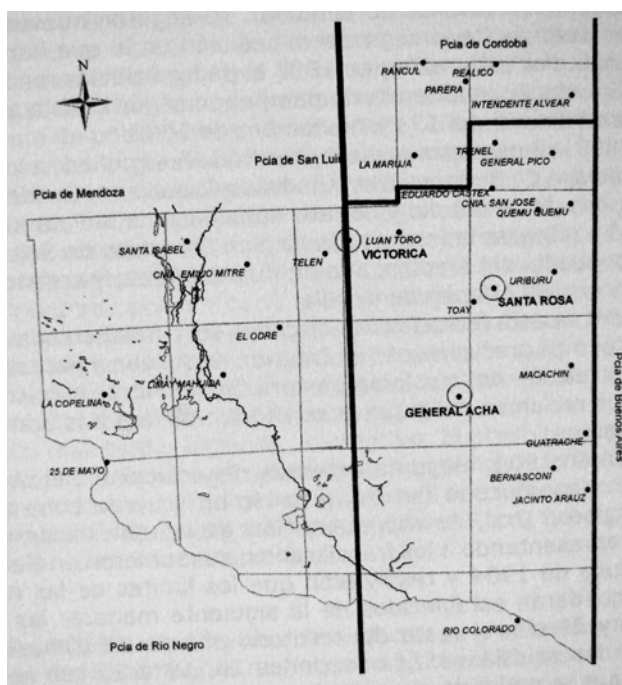 Pcia de Cordoba
N
RANCUL
REALICO
PARERA
INTENDENTE ALVEAR
Pcia de San Luis
LA MARUJA
TRENEL
GENERAL PICO
Pcia de Mendoza
EDUARDO CASTEX
CNIA. SAN JOSE
QUEMU QUEMU
SANTA ISABEL
CNIA. EMILIO MITRE
TELEN
LUAN TORO
VICTORICA
URIBURU
SANTA ROSA
TOAY
EL ODRE
MACACHIN
Pcia de Buenos Aires
LIMAY MAHUIDA
LA COPELINA
GENERAL ACHA
GUATRACHE
25 DE MAYO
BERNASCONI
JACINTO ARAUZ
RIO COLORADO
Pcia de Rio Negro